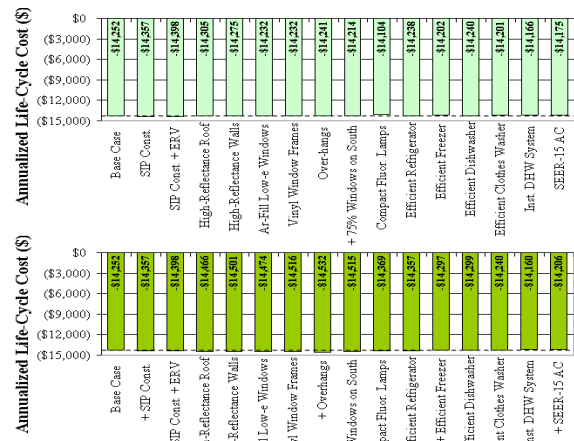 Annualized Life-Cycle Cost ($)
$0
($3,000)
($6,000)
($9,000)
($12,000)
($15,000)
-$14,252
-$14,357
-$14,398
-$14,305
-$14,275
-$14,232
-$14,232
-$14,241
-$14,214
-$14,104
-$14,238
-$14,202
-$14,240
-$14,201
-$14,166
-$14,175
Base Case
SIP Const.
SIP Const. + ERV
High-Reflectance Roof
High-Reflectance Walls
Ar-Fill Low-e Windows
Vinyl Window Frames
Over-hangs
+ 75% Windows on South
Compact Fluor. Lamps
Efficient Refrigerator
Efficient Freezer
Efficient Dishwasher
Efficient Clothes Washer
Inst. DHW System
SEER-15 AC
Annualized Life-Cycle Cost ($)
$0
($3,000)
($6,000)
($9,000)
($12,000)
($15,000)
-$14,252
-$14,357
-$14,398
-$14,466
-$14,501
-$14,474
-$14,516
-$14,532
-$14,515
-$14,369
-$14,357
-$14,297
-$14,299
-$14,240
-$14,160
-$14,206
Base Case
+ SIP Const.
SIP Const. + ERV
-Reflectance Roof
-Reflectance Walls
l Low-e Windows
yl Window Frames
+ Overhangs
Windows on South
pact Fluor. Lamps
ficient Refrigerator
+ Efficient Freezer
ficient Dishwasher
nt Clothes Washer
Inst. DHW System
+ SEER-15 AC